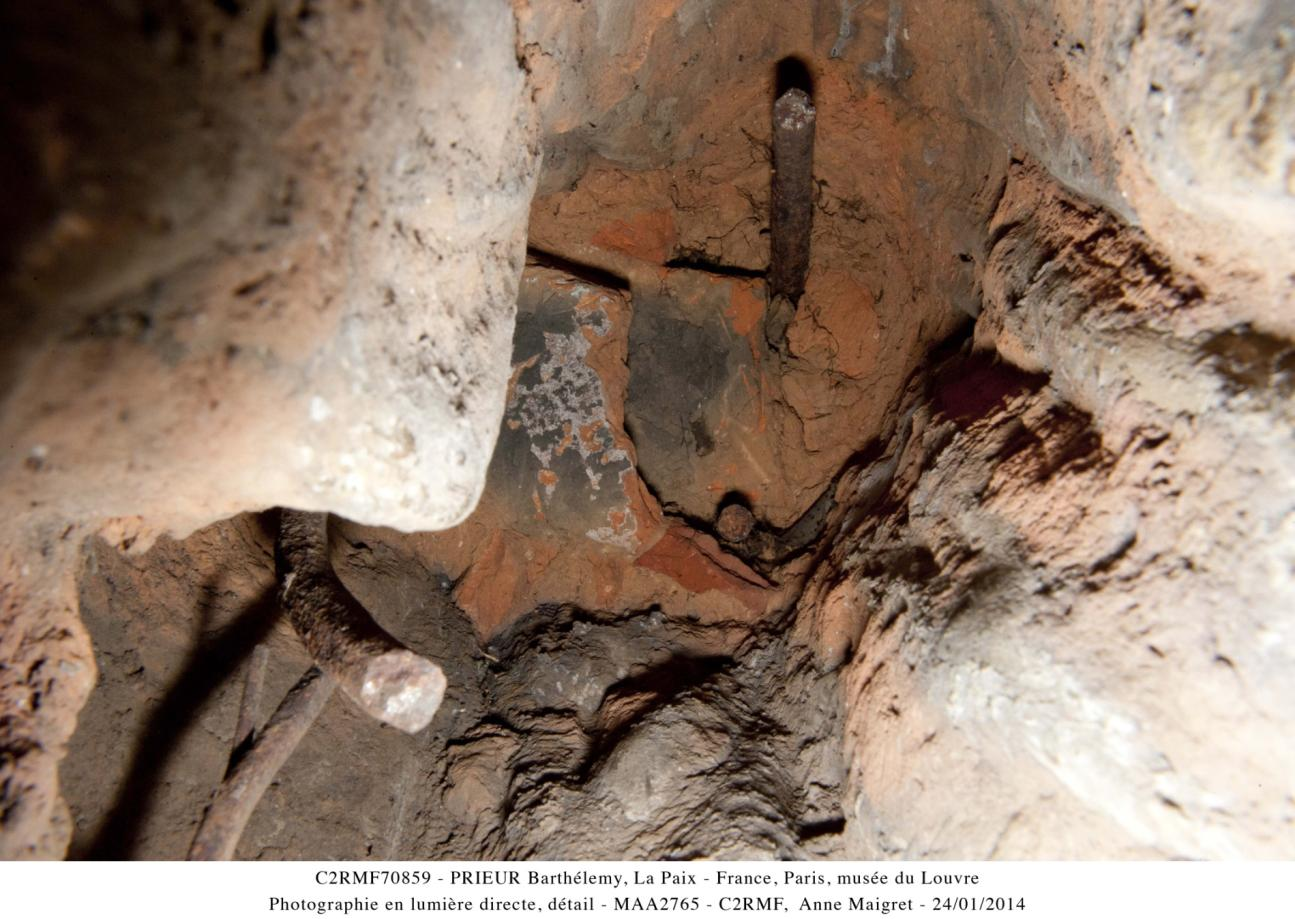 C2RMF70859 - PRIEUR Barthélemy, La Paix - France, Paris, musée du Louvre
Photographie en lumière directe, détail - MAA2765 - C2RMF, Anne Maigret - 24/01/2014